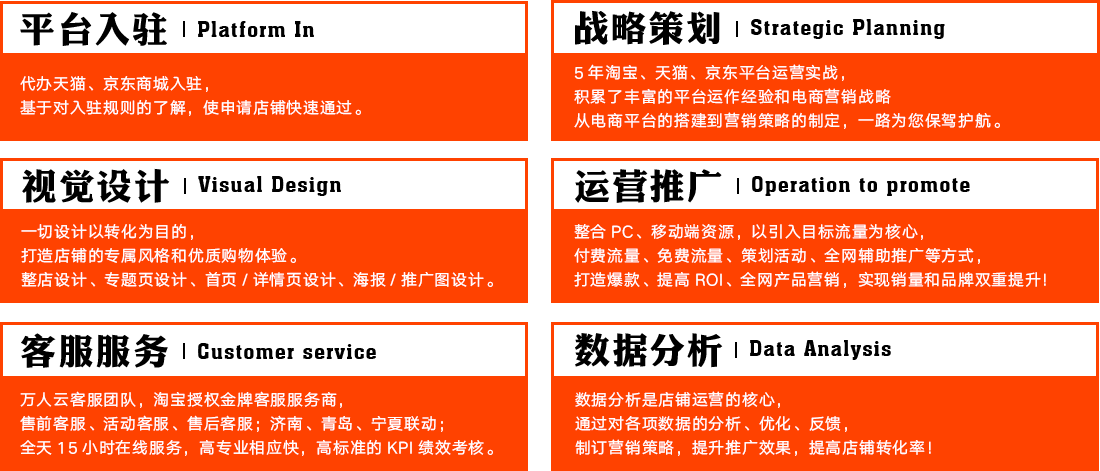 平台入驻 | Platform In
代办天猫、京东商城入驻，
基于对入驻规则的了解，使申请店铺快速通过。
战略策划 | Strategic Planning
5年淘宝、天猫、京东平台运营实战，
积累了丰富的平台运作经验和电商营销战略
从电商平台的搭建到营销策略的制定，一路为您保驾护航。
视觉设计 | Visual Design
一切设计以转化为目的，
打造店铺的专属风格和优质购物体验。
整店设计、专题页设计、首页/详情页设计、海报/推广图设计。
运营推广 | Operation to promote
整合PC、移动端资源，以引入目标流量为核心，
付费流量、免费流量、策划活动、全网辅助推广等方式，
打造爆款、提高ROI、全网产品营销，实现销量和品牌双重提升！
客服服务 | Customer service
万人云客服团队，淘宝授权金牌客服服务商，
售前客服、活动客服、售后客服；济南、青岛、宁夏联动；
全天15小时在线服务，高专业相应快，高标准的KPI绩效考核。
数据分析 | Data Analysis
数据分析是店铺运营的核心，
通过对各项数据的分析、优化、反馈，
制订营销策略，提升推广效果，提高店铺转化率！